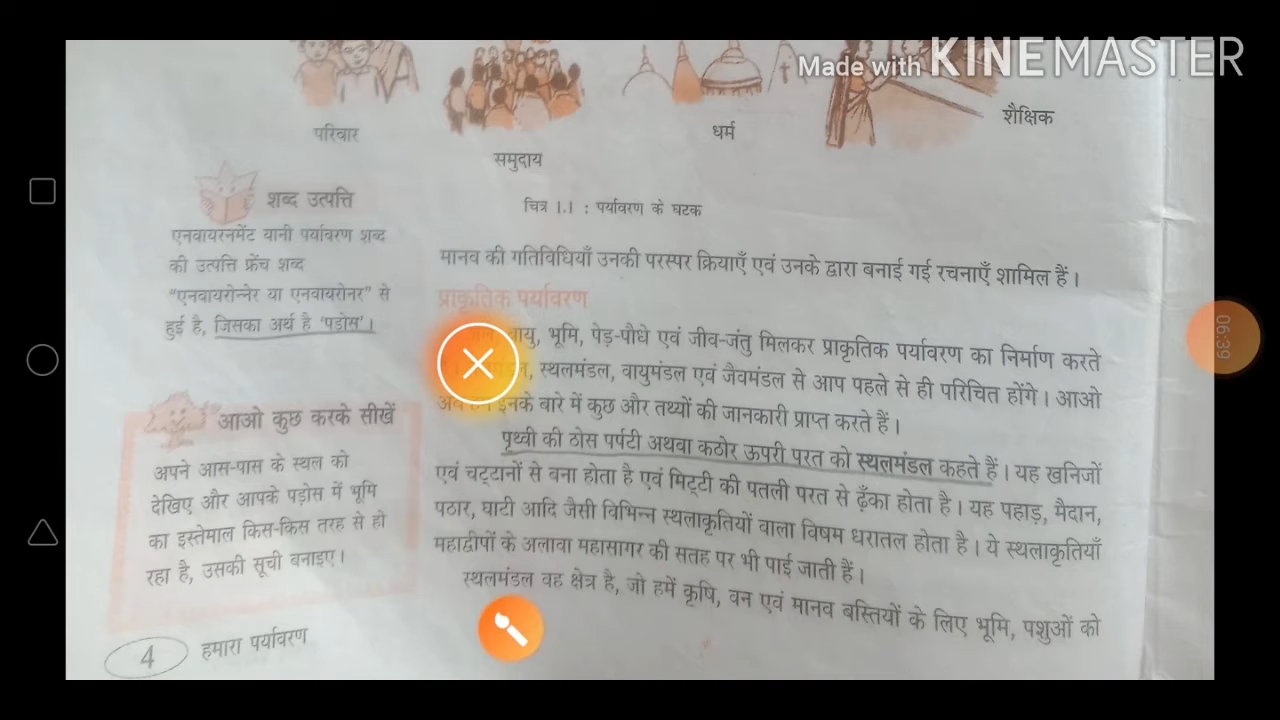 Made with KINEMASTER
परिवार
समुदाय
धर्म
शैक्षिक
चित्र 1.1 : पर्यावरण के घटक
शब्द उत्पत्ति
एनवायरनमेंट यानी पर्यावरण शब्द
की उत्पत्ति फ्रेंच शब्द
"एनवायरोन्नेर या एनवायरोनर" से
हुई है, जिसका अर्थ है 'पड़ोस'।
आओ कुछ करके सीखें
अपने आस-पास के स्थल को
देखिए और आपके पड़ोस में भूमि
का इस्तेमाल किस-किस तरह से हो
रहा है, उसकी सूची बनाइए।
मानव की गतिविधियाँ उनकी परस्पर क्रियाएँ एवं उनके द्वारा बनाई गई रचनाएँ शामिल हैं।
प्राकृतिक पर्यावरण
भूमि, पेड़-पौधे एवं जीव-जंतु मिलकर प्राकृतिक पर्यावरण का निर्माण करते
स्थलमंडल, वायुमंडल एवं जैवमंडल से आप पहले से ही परिचित होंगे। आओ
इनके बारे में कुछ और तथ्यों की जानकारी प्राप्त करते हैं।
पृथ्वी की ठोस पर्पटी अथवा कठोर ऊपरी परत को स्थलमंडल कहते हैं। यह खनिजों
एवं चट्टानों से बना होता है एवं मिट्टी की पतली परत से ढँका होता है। यह पहाड़, मैदान,
पठार, घाटी आदि जैसी विभिन्न स्थलाकृतियों वाला विषम धरातल होता है। ये स्थलाकृतियाँ
महाद्वीपों के अलावा महासागर की सतह पर भी पाई जाती हैं।
स्थलमंडल वह क्षेत्र है, जो हमें कृषि, वन एवं मानव बस्तियों के लिए भूमि, पशुओं को
4 हमारा पर्यावरण
06:39